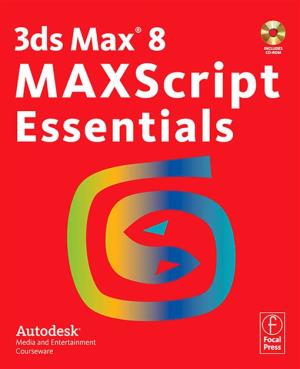 INCLUDES
CD-ROM
3ds Max® 8
MAXScript
Essentials
Autodesk®
Media and Entertainment
Courseware
Focal
Press